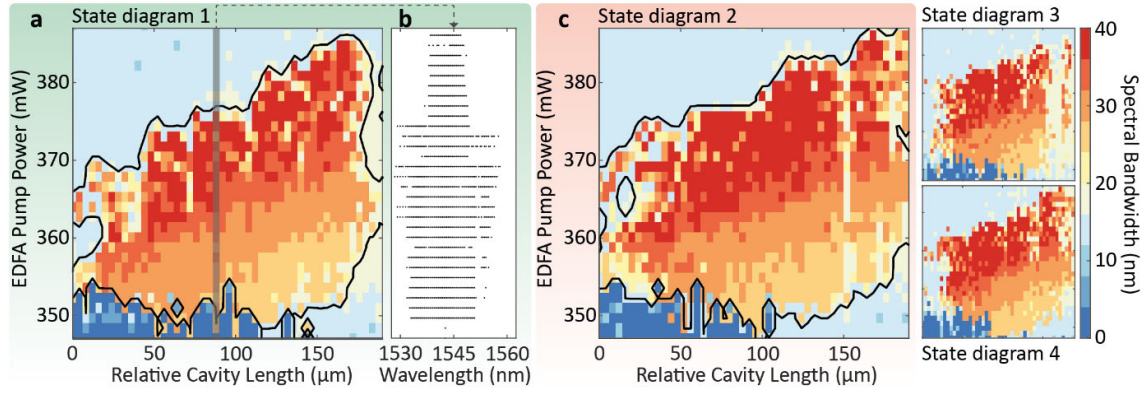 a
State diagram 1
b
c
State diagram 2
State diagram 3
EDFA Pump Power (mW)
380
370
360
350
0
50
100
150
Relative Cavity Length (μm)
1530
1545
1560
Wavelength (nm)
EDFA Pump Power (mW)
380
370
360
350
0
50
100
150
Relative Cavity Length (μm)
State diagram 4
40
30
20
10
0
Spectral Bandwidth (nm)